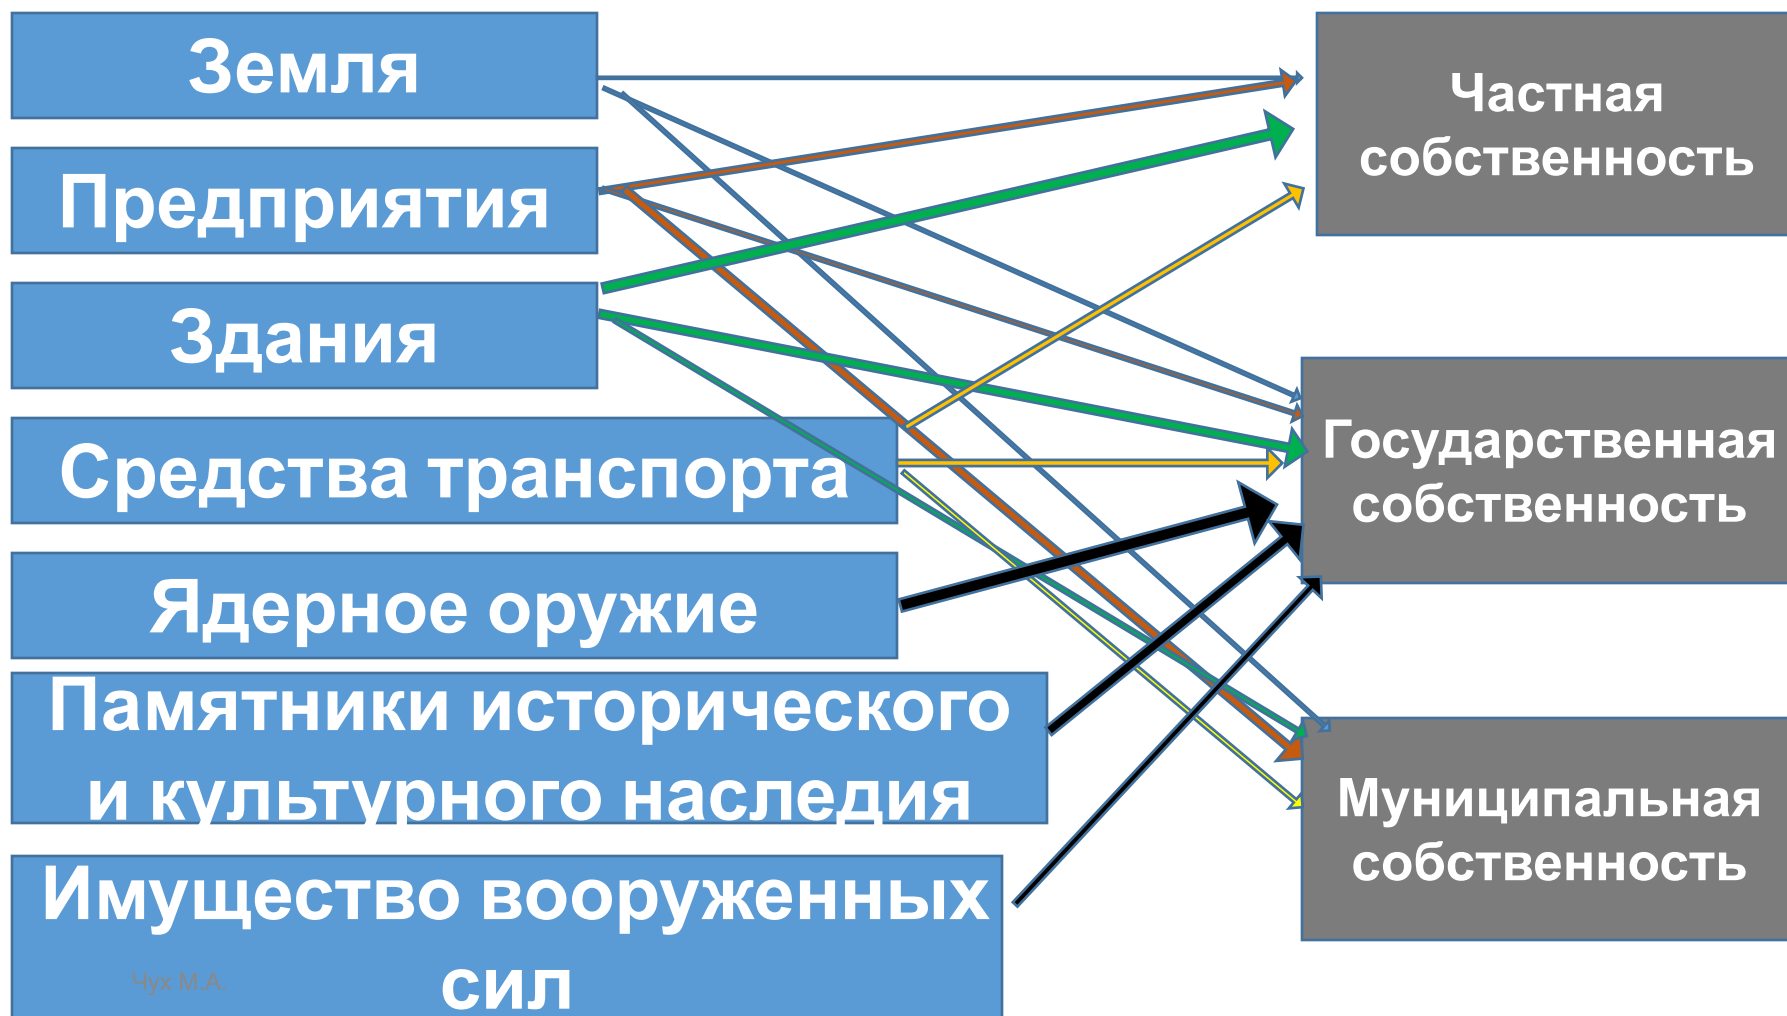 Земля
Предприятия
Здания
Средства транспорта
Ядерное оружие
Памятники исторического
и культурного наследия
Имущество вооруженных
сил
Чух М.А.
Частная
собственность
Государственная
собственность
Муниципальная
собственность